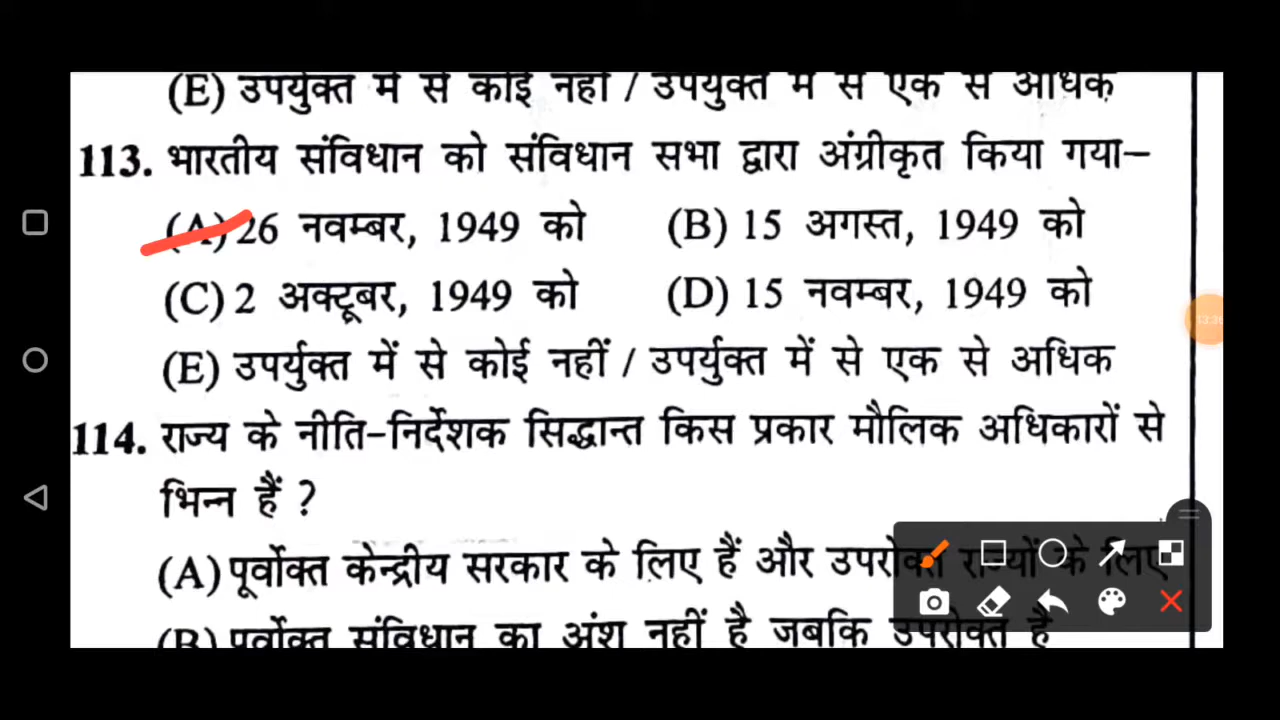 (E) उपर्युक्त में से कोई नहीं / उपर्युक्त में से एक से अधिक
113. भारतीय संविधान को संविधान सभा द्वारा अंग्रीकृत किया गया–
(A) 26 नवम्बर, 1949 को (B) 15 अगस्त, 1949 को
(C) 2 अक्टूबर, 1949 को (D) 15 नवम्बर, 1949 को
(E) उपर्युक्त में से कोई नहीं / उपर्युक्त में से एक से अधिक
114. राज्य के नीति-निर्देशक सिद्धान्त किस प्रकार मौलिक अधिकारों से
भिन्न हैं ?
(A) पूर्वोक्त केन्द्रीय सरकार के लिए हैं और उपरोक्त राज्यों के लिए
(B) पूर्वोक्त संविधान का अंश नहीं है जबकि उपरोक्त है